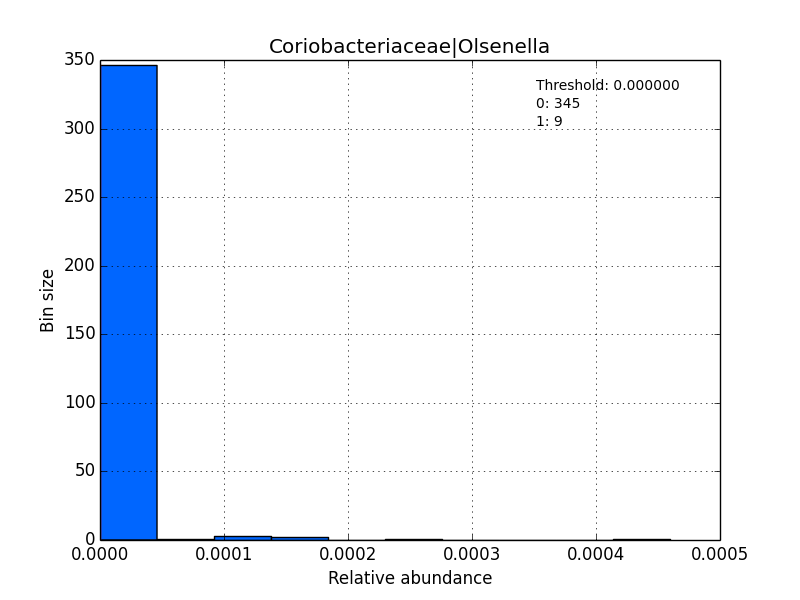 Coriobacteriaceae|Olsenella
Threshold: 0.000000
0: 345
1: 9
350
300
250
200
150
100
50
0
Bin size
0.0000 0.0001 0.0002 0.0003 0.0004 0.0005
Relative abundance